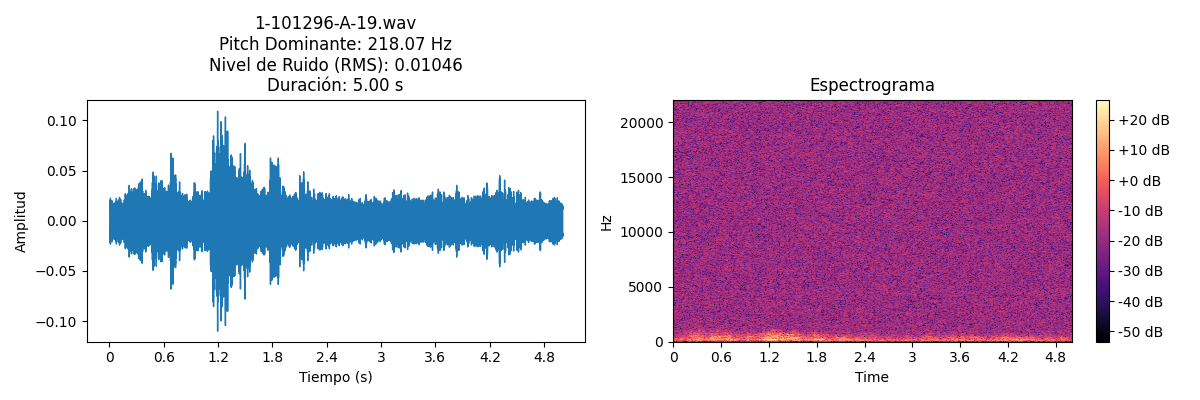 1-101296-A-19.wav
Pitch Dominante: 218.07 Hz
Nivel de Ruido (RMS): 0.01046
Duración: 5.00 s
Amplitud
0.10
0.05
0.00
−0.05
−0.10
0 0.6 1.2 1.8 2.4 3 3.6 4.2 4.8
Tiempo (s)
Espectrograma
Hz
20000
15000
10000
5000
0
0 0.6 1.2 1.8 2.4 3 3.6 4.2 4.8
Time
+20 dB
+10 dB
+0 dB
-10 dB
-20 dB
-30 dB
-40 dB
-50 dB